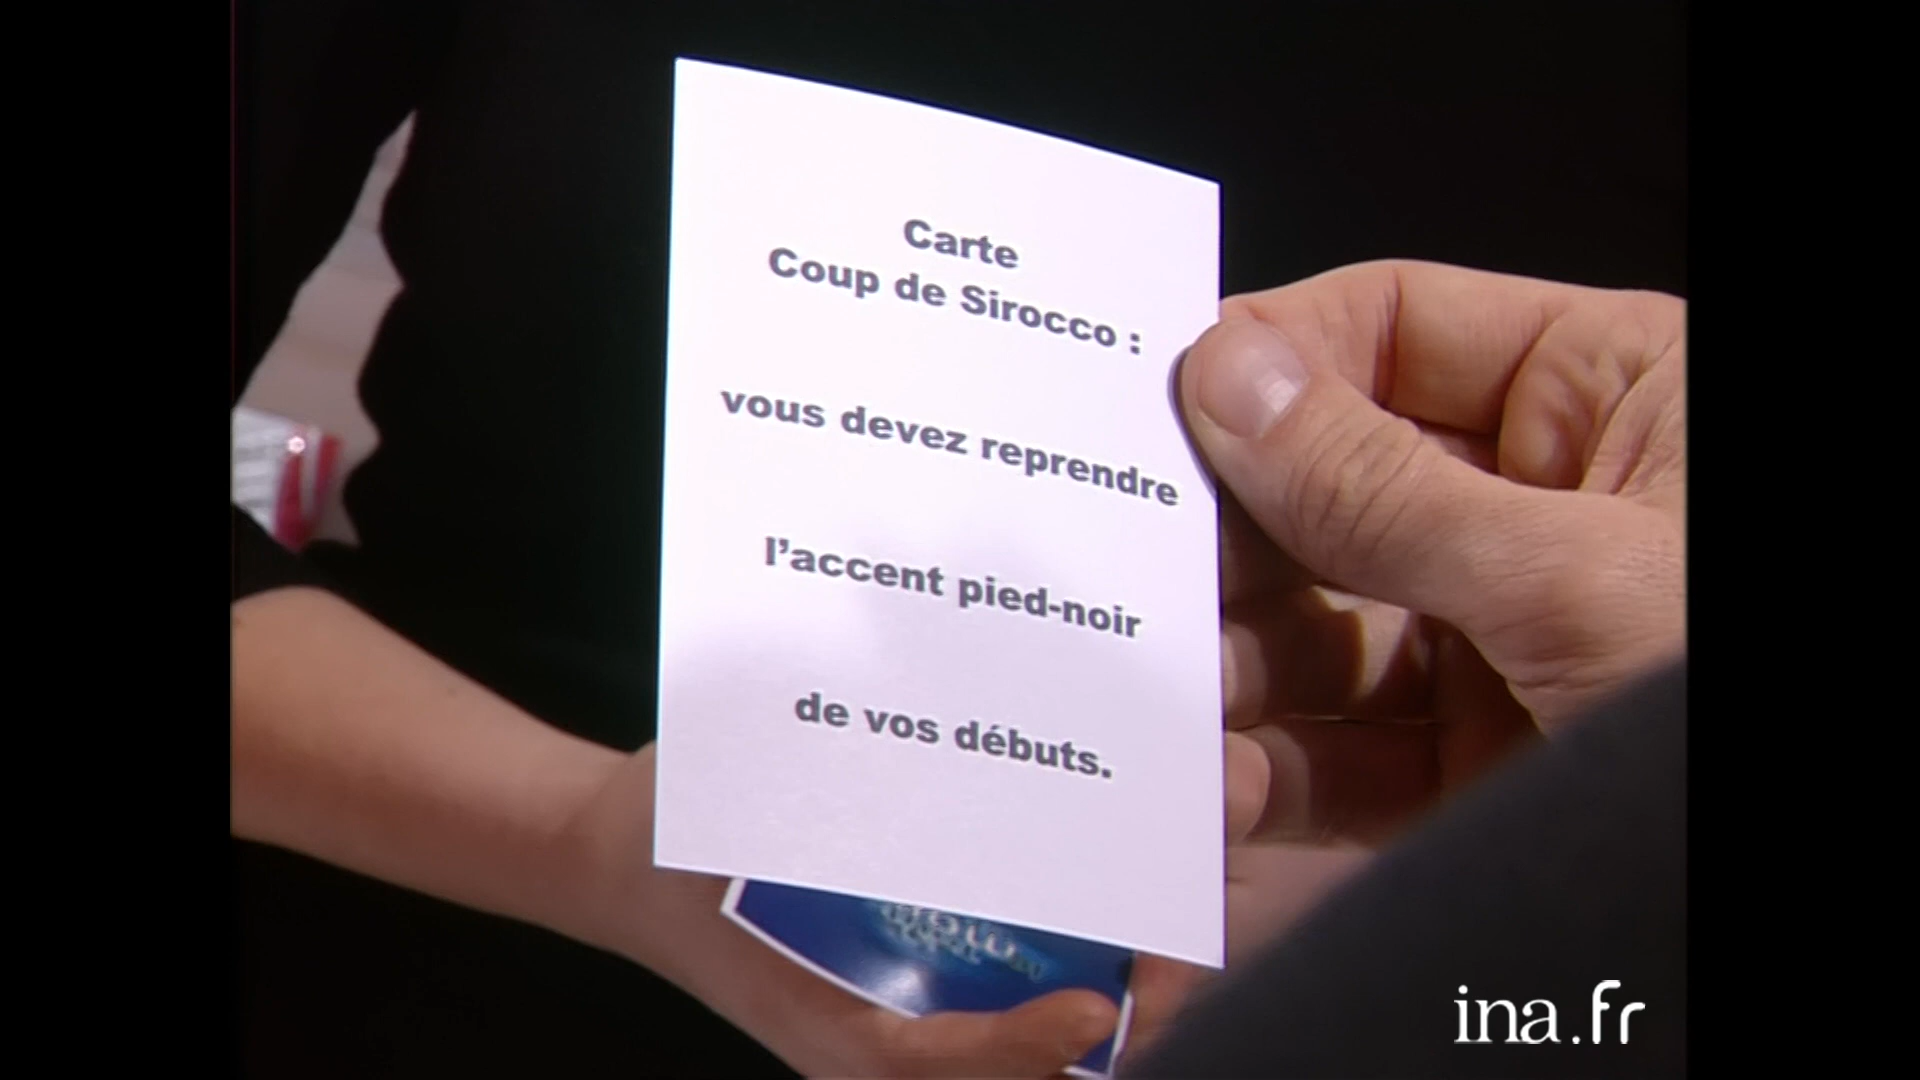 Carte
Coup de Sirocco :
vous devez reprendre
l'accent pied-noir
de vos débuts.
ina.fr